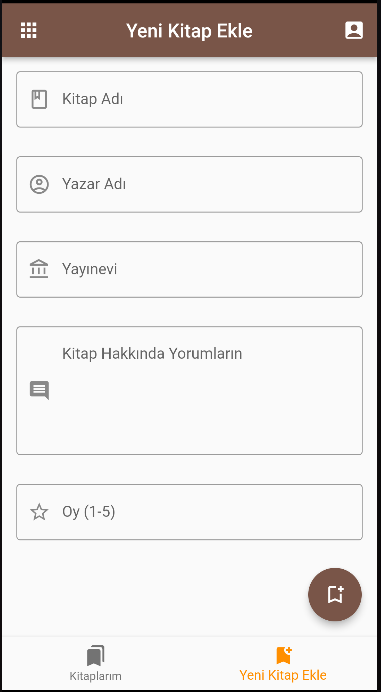 Yeni Kitap Ekle
Kitap Adı
Yazar Adı
Yayınevi
Kitap Hakkında Yorumların
Oy (1-5)
Kitaplarım
Yeni Kitap Ekle